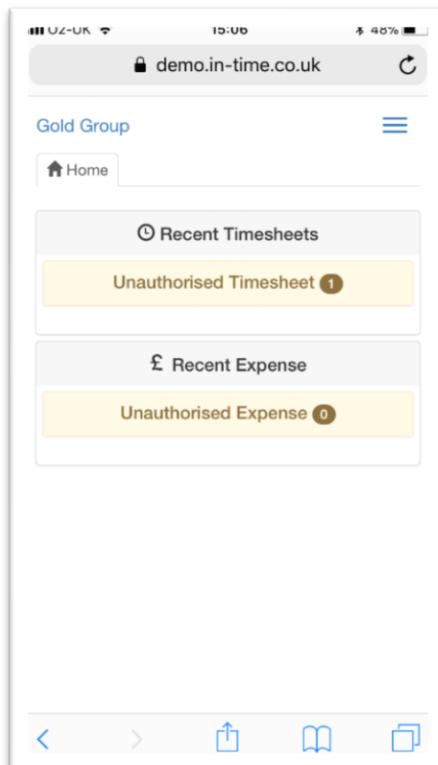 O2-UK 15:06 48%
demo.in-time.co.uk
Gold Group
Home
Recent Timesheets
Unauthorised Timesheet 1
£ Recent Expense
Unauthorised Expense 0